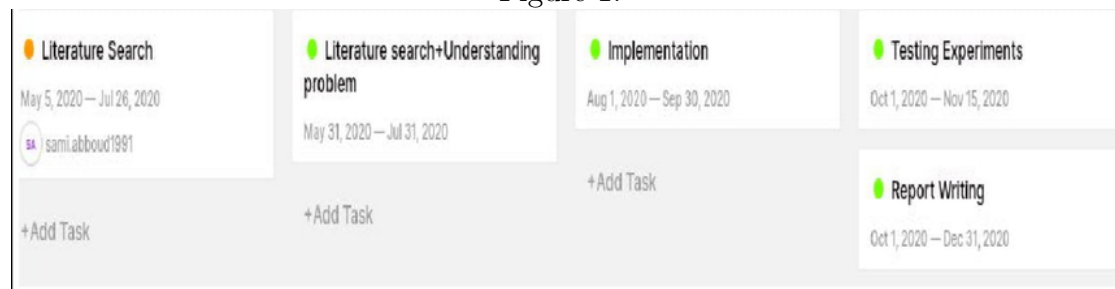 Literature Search
May 5, 2020 — Jul 26, 2020
SA sami.abboud1991
+Add Task
Literature search+Understanding
problem
May 31, 2020 — Jul 31, 2020
+Add Task
Implementation
Aug 1, 2020 — Sep 30, 2020
+Add Task
Testing Experiments
Oct 1, 2020 — Nov 15, 2020
Report Writing
Oct 1, 2020 — Dec 31, 2020